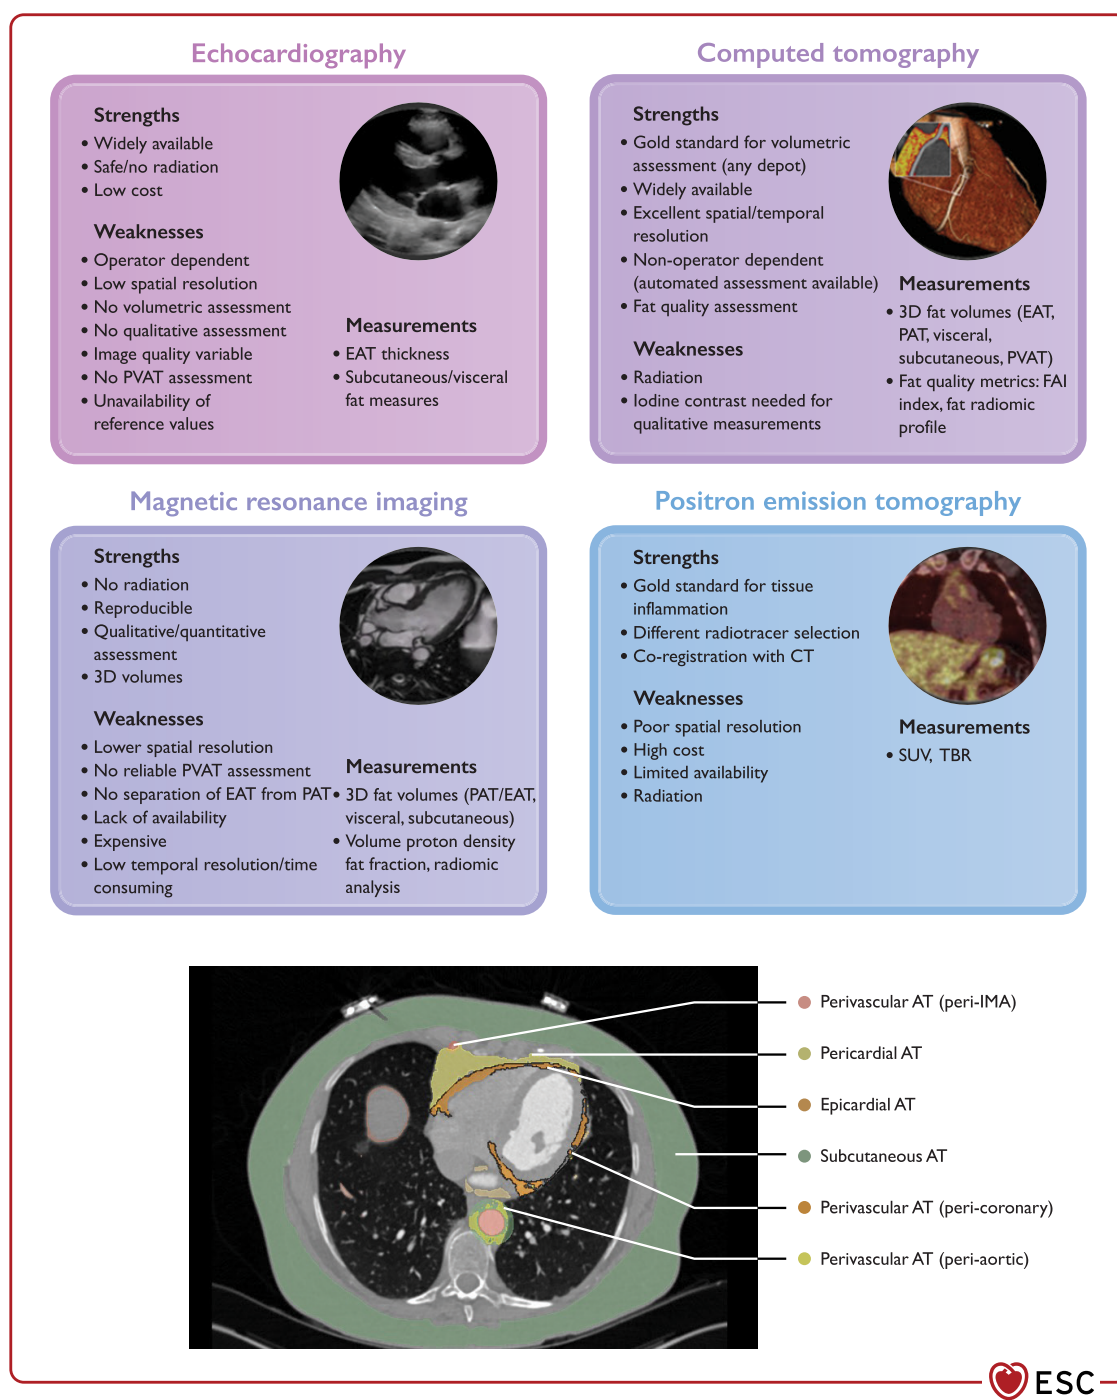 Echocardiography
Strengths
• Widely available
• Safe/no radiation
• Low cost
Weaknesses
• Operator dependent
• Low spatial resolution
• No volumetric assessment
• No qualitative assessment
• Image quality variable
• No PVAT assessment
• Unavailability of
reference values
Measurements
• EAT thickness
• Subcutaneous/visceral
fat measures
Computed tomography
Strengths
• Gold standard for volumetric
assessment (any depot)
• Widely available
• Excellent spatial/temporal
resolution
• Non-operator dependent
(automated assessment available)
• Fat quality assessment
Weaknesses
• Radiation
• Iodine contrast needed for
qualitative measurements
Measurements
• 3D fat volumes (EAT,
PAT, visceral,
subcutaneous, PVAT)
• Fat quality metrics: FAI
index, fat radiomic
profile
Magnetic resonance imaging
Strengths
• No radiation
• Reproducible
• Qualitative/quantitative
assessment
• 3D volumes
Weaknesses
• Lower spatial resolution
• No reliable PVAT assessment
• No separation of EAT from PAT
• Lack of availability
• Expensive
• Low temporal resolution/time
consuming
Measurements
• 3D fat volumes (PAT/EAT,
visceral, subcutaneous)
• Volume proton density
fat fraction, radiomic
analysis
Positron emission tomography
Strengths
• Gold standard for tissue
inflammation
• Different radiotracer selection
• Co-registration with CT
Weaknesses
• Poor spatial resolution
• High cost
• Limited availability
• Radiation
Measurements
• SUV, TBR
Perivascular AT (peri-IMA)
Pericardial AT
Epicardial AT
Subcutaneous AT
Perivascular AT (peri-coronary)
Perivascular AT (peri-aortic)
ESC